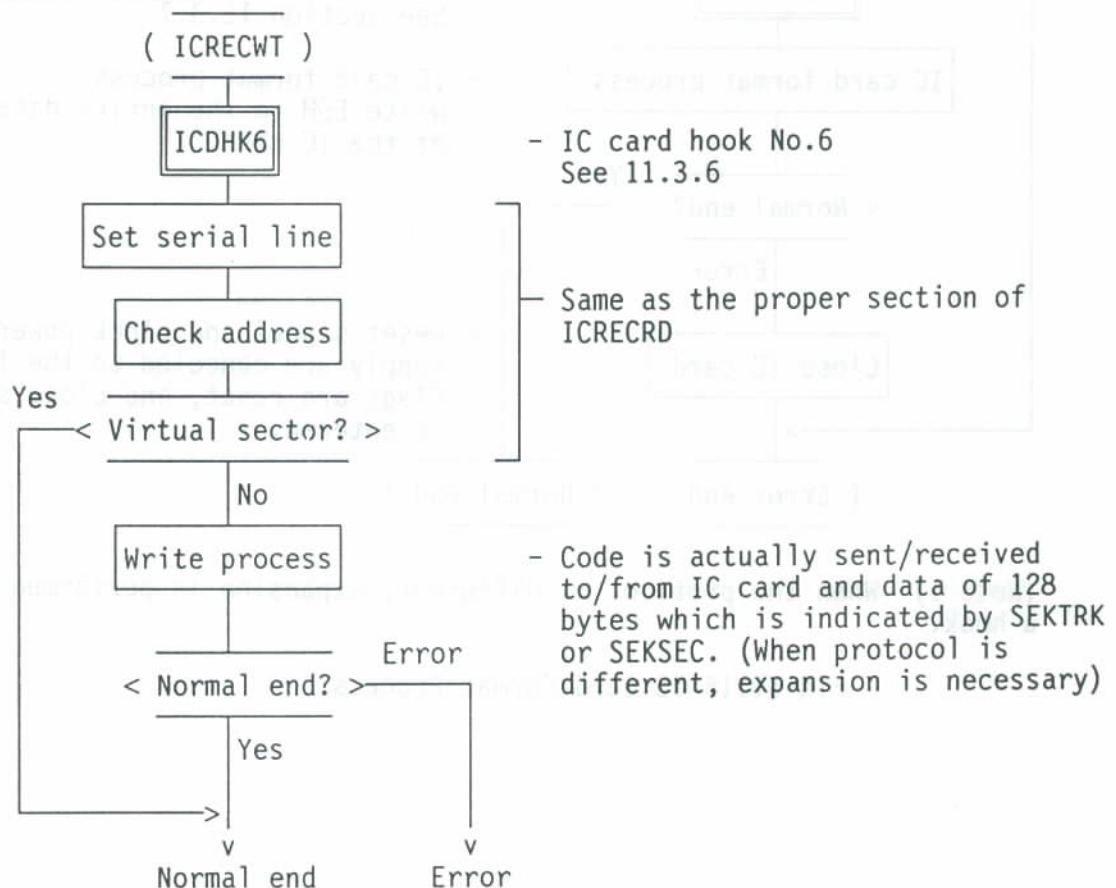 ( ICRECWT )
ICDHK6
- IC card hook No.6
See 11.3.6
Set serial line
Check address
- Same as the proper section of
ICRECRD
Yes
< Virtual sector? >
No
Write process
- Code is actually sent/received
to/from IC card and data of 128
bytes which is indicated by SEKTRK
or SEKSEC. (When protocol is
different, expansion is necessary)
Error
< Normal end? >
Yes
>
v
v
Normal end
Error